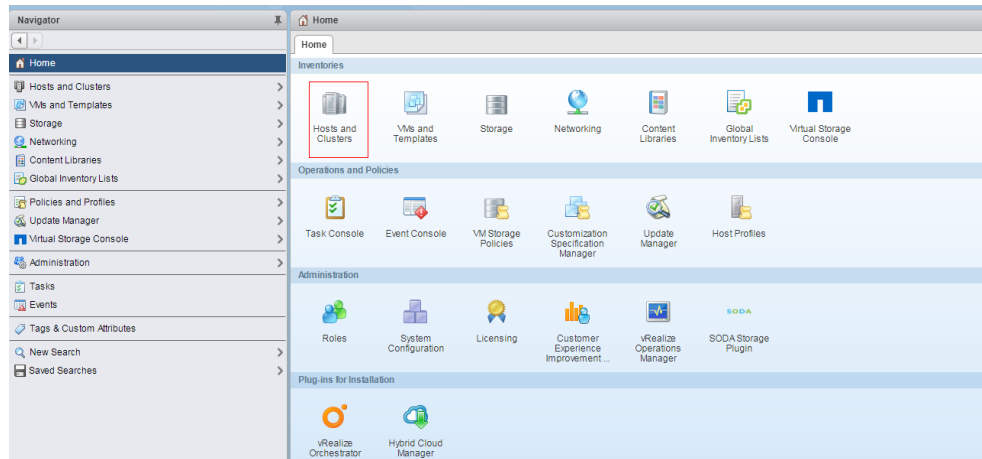 Navigator
Home
Home
Home
Hosts and Clusters
VMs and Templates
Storage
Networking
Content Libraries
Global Inventory Lists
Policies and Profiles
Update Manager
Virtual Storage Console
Administration
Tasks
Events
Tags & Custom Attributes
New Search
Saved Searches
Inventories
Hosts and
Clusters
VMs and
Templates
Storage
Networking
Content
Libraries
Global
Inventory Lists
Virtual Storage
Console
Operations and Policies
Task Console
Event Console
VM Storage
Policies
Customization
Specification
Manager
Update
Manager
Host Profiles
Administration
Roles
System
Configuration
Licensing
Customer
Experience
Improvement ...
vRealize
Operations
Manager
SODA
SODA Storage
Plugin
Plug-ins for Installation
vRealize
Orchestrator
Hybrid Cloud
Manager